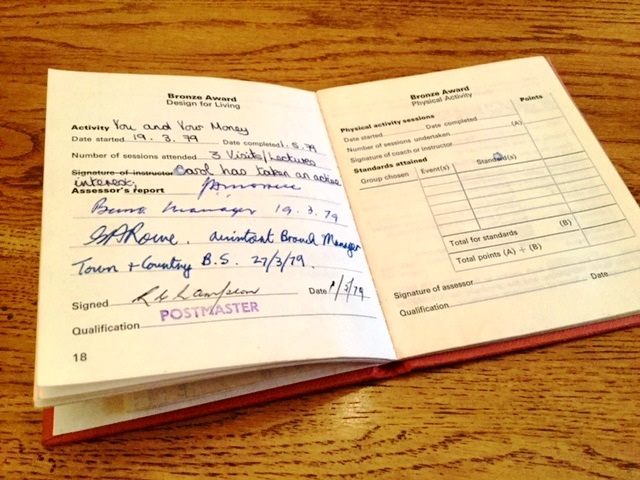 Bronze Award
Design for Living
Activity You and Your Money
Date started 19.3.79 Date completed 1.5.79
Number of sessions attended 3 Visits/Lectures
Signature of instructor Carol has taken an active
interest.
Assessor's report
Manager 19.3.79
Rowe. Assistant Branch Manager
Town + Country B.S. 27/3/79.
Signed
Date
POSTMASTER
Qualification
18
Bronze Award
Physical Activity
Points
Physical activity sessions
Date started Date completed
Number of sessions undertaken (A)
Signature of coach or instructor
Standards attained
Group chosen Event(s) Standard(s)
Total for standards (B)
Total points (A) + (B)
Signature of assessor Date
Qualification